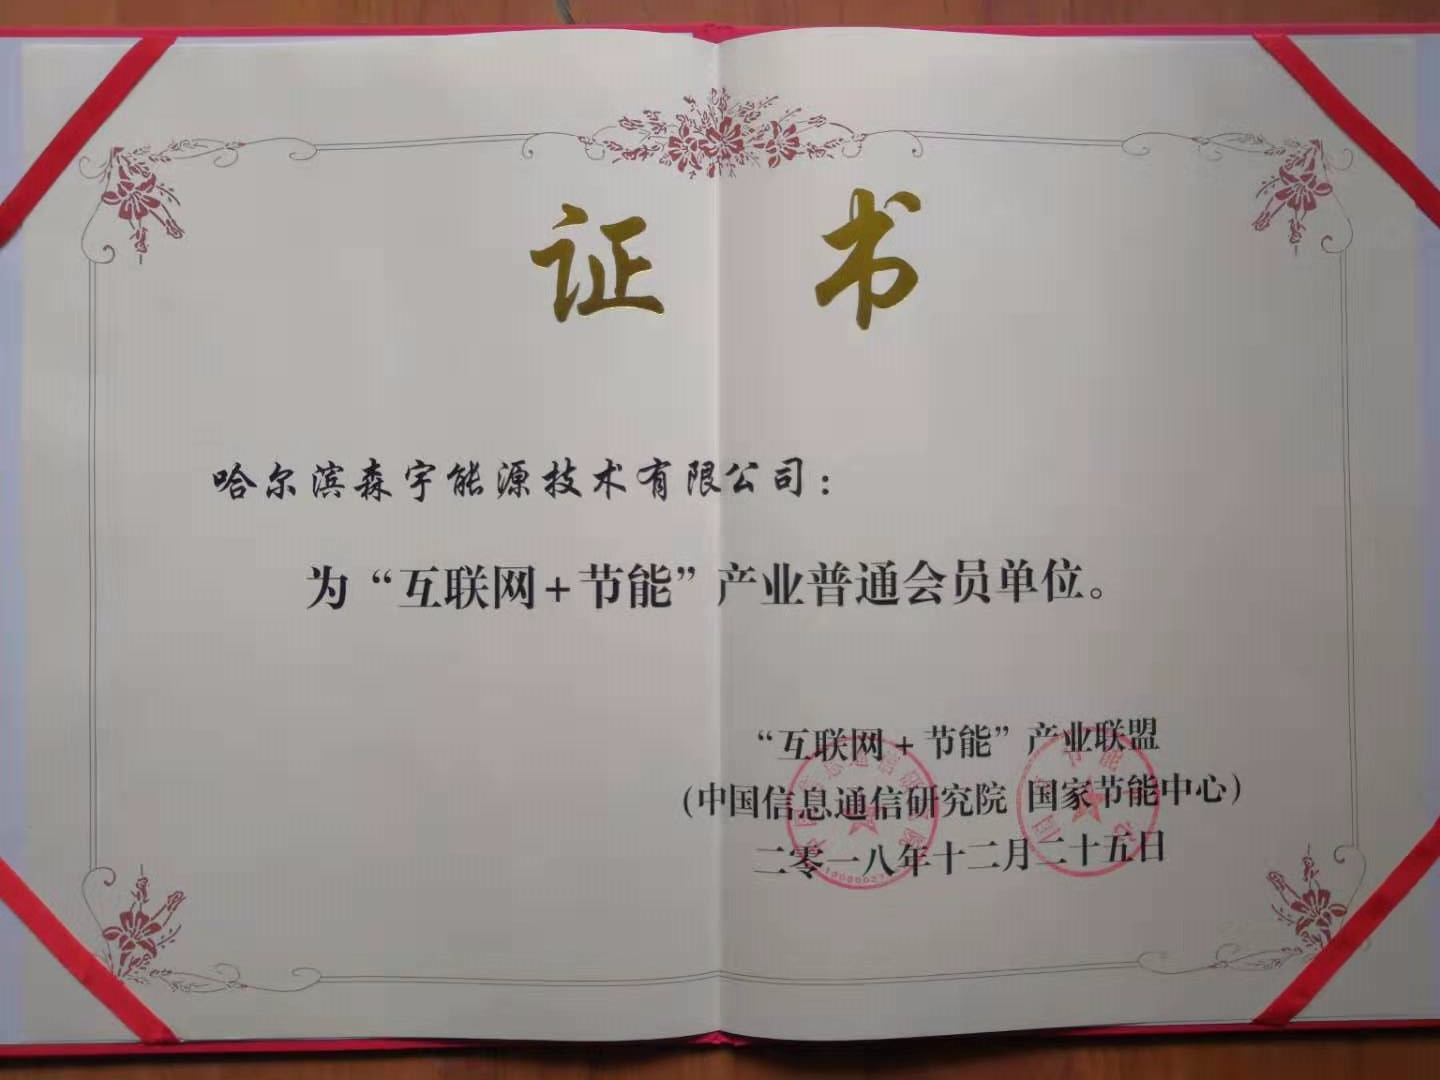 证 书
哈尔滨森宇能源技术有限公司：
为“互联网+节能”产业普通会员单位。
“互联网+节能”产业联盟
（中国信息通信研究院 国家节能中心）
二零一八年十二月二十五日